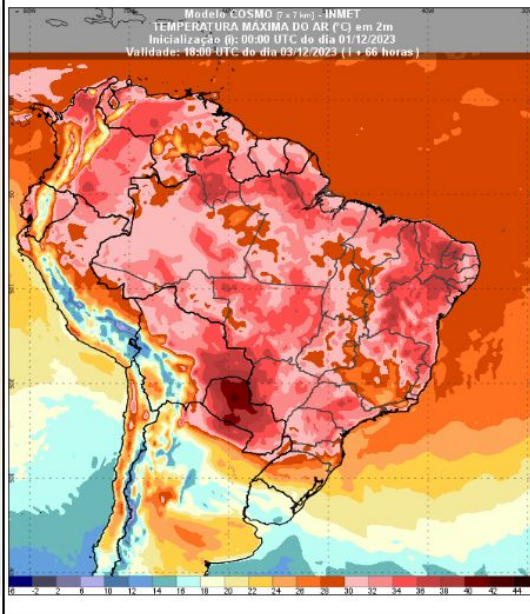 Modelo COSMO [7 x 7 km] - INMET
TEMPERATURA MAXIMA DO AR (°C) em 2m
Inicialização (i): 00:00 UTC do dia 01/12/2023
Validade: 18:00 UTC do dia 03/12/2023 ( i + 66 horas)
-6 -2 2 6 10 12 14 16 18 20 22 24 26 28 30 32 34 36 38 40 42 44